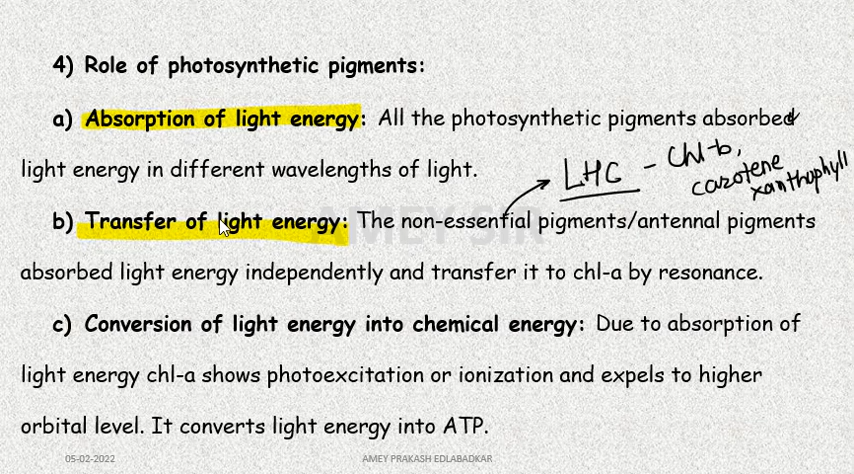 4) Role of photosynthetic pigments:
a) Absorption of light energy: All the photosynthetic pigments absorbed
light energy in different wavelengths of light.
LHC - Chl-b,
carotene
xanthophyll
b) Transfer of light energy: The non-essential pigments/antennal pigments
AMEY SIR
absorbed light energy independently and transfer it to chl-a by resonance.
c) Conversion of light energy into chemical energy: Due to absorption of
light energy chl-a shows photoexcitation or ionization and expels to higher
orbital level. It converts light energy into ATP.
05-02-2022 AMEY PRAKASH EDLABADKAR